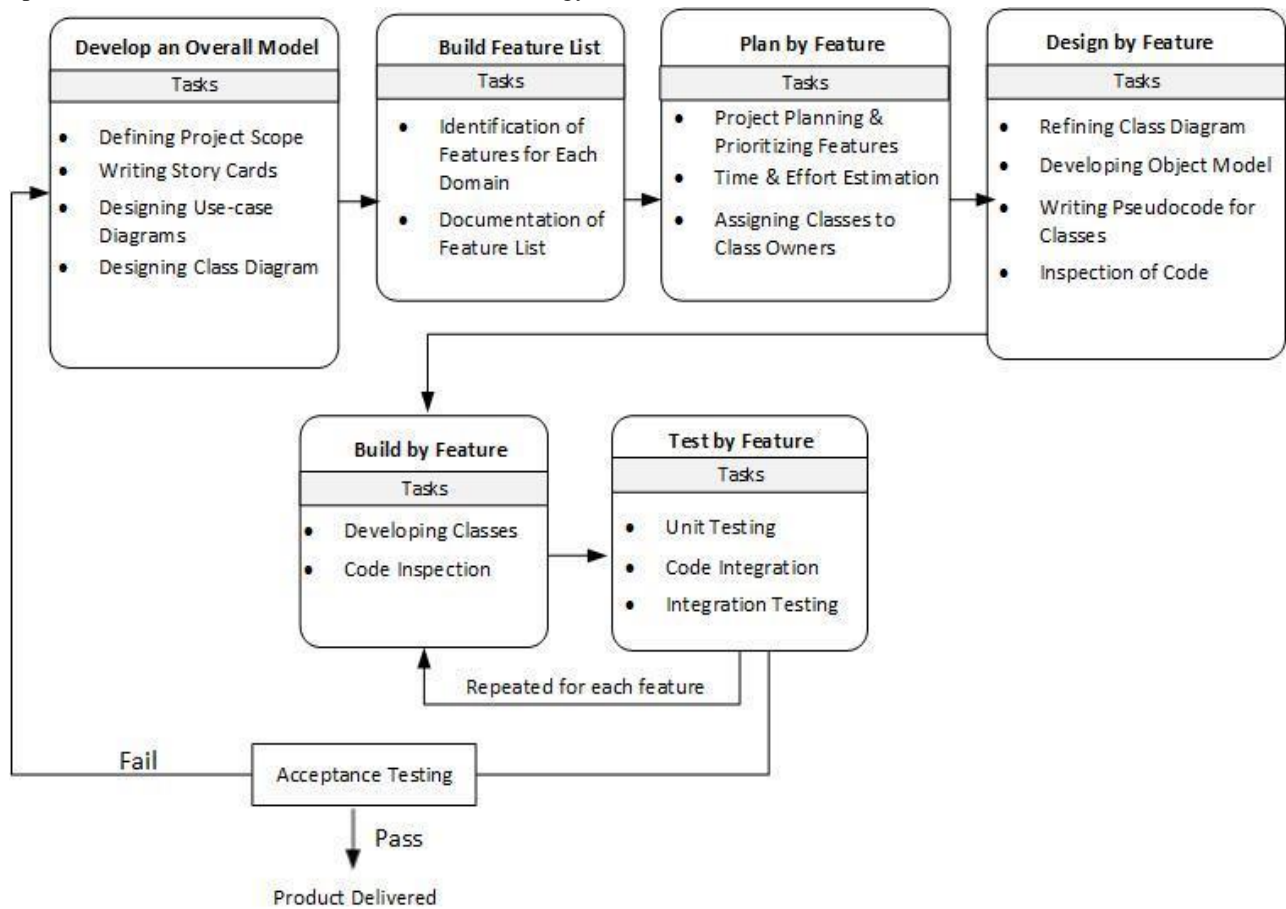 Develop an Overall Model
Tasks
Defining Project Scope
Writing Story Cards
Designing Use-case
Diagrams
Designing Class Diagram
Build Feature List
Tasks
Identification of
Features for Each
Domain
Documentation of
Feature List
Plan by Feature
Tasks
Project Planning &
Prioritizing Features
Time & Effort Estimation
Assigning Classes to
Class Owners
Design by Feature
Tasks
Refining Class Diagram
Developing Object Model
Writing Pseudocode for
Classes
Inspection of Code
Build by Feature
Tasks
Developing Classes
Code Inspection
Test by Feature
Tasks
Unit Testing
Code Integration
Integration Testing
Repeated for each feature
Fail
Acceptance Testing
Pass
Product Delivered